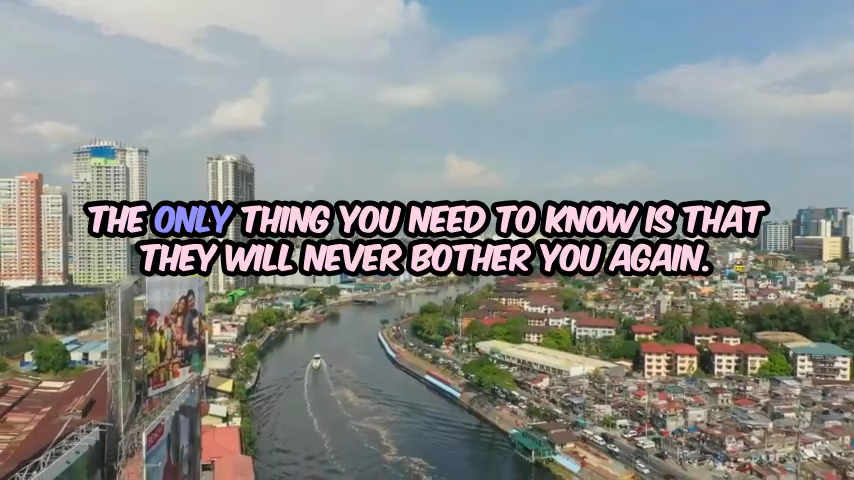 THE ONLY THING YOU NEED TO KNOW IS THAT
THEY WILL NEVER BOTHER YOU AGAIN.